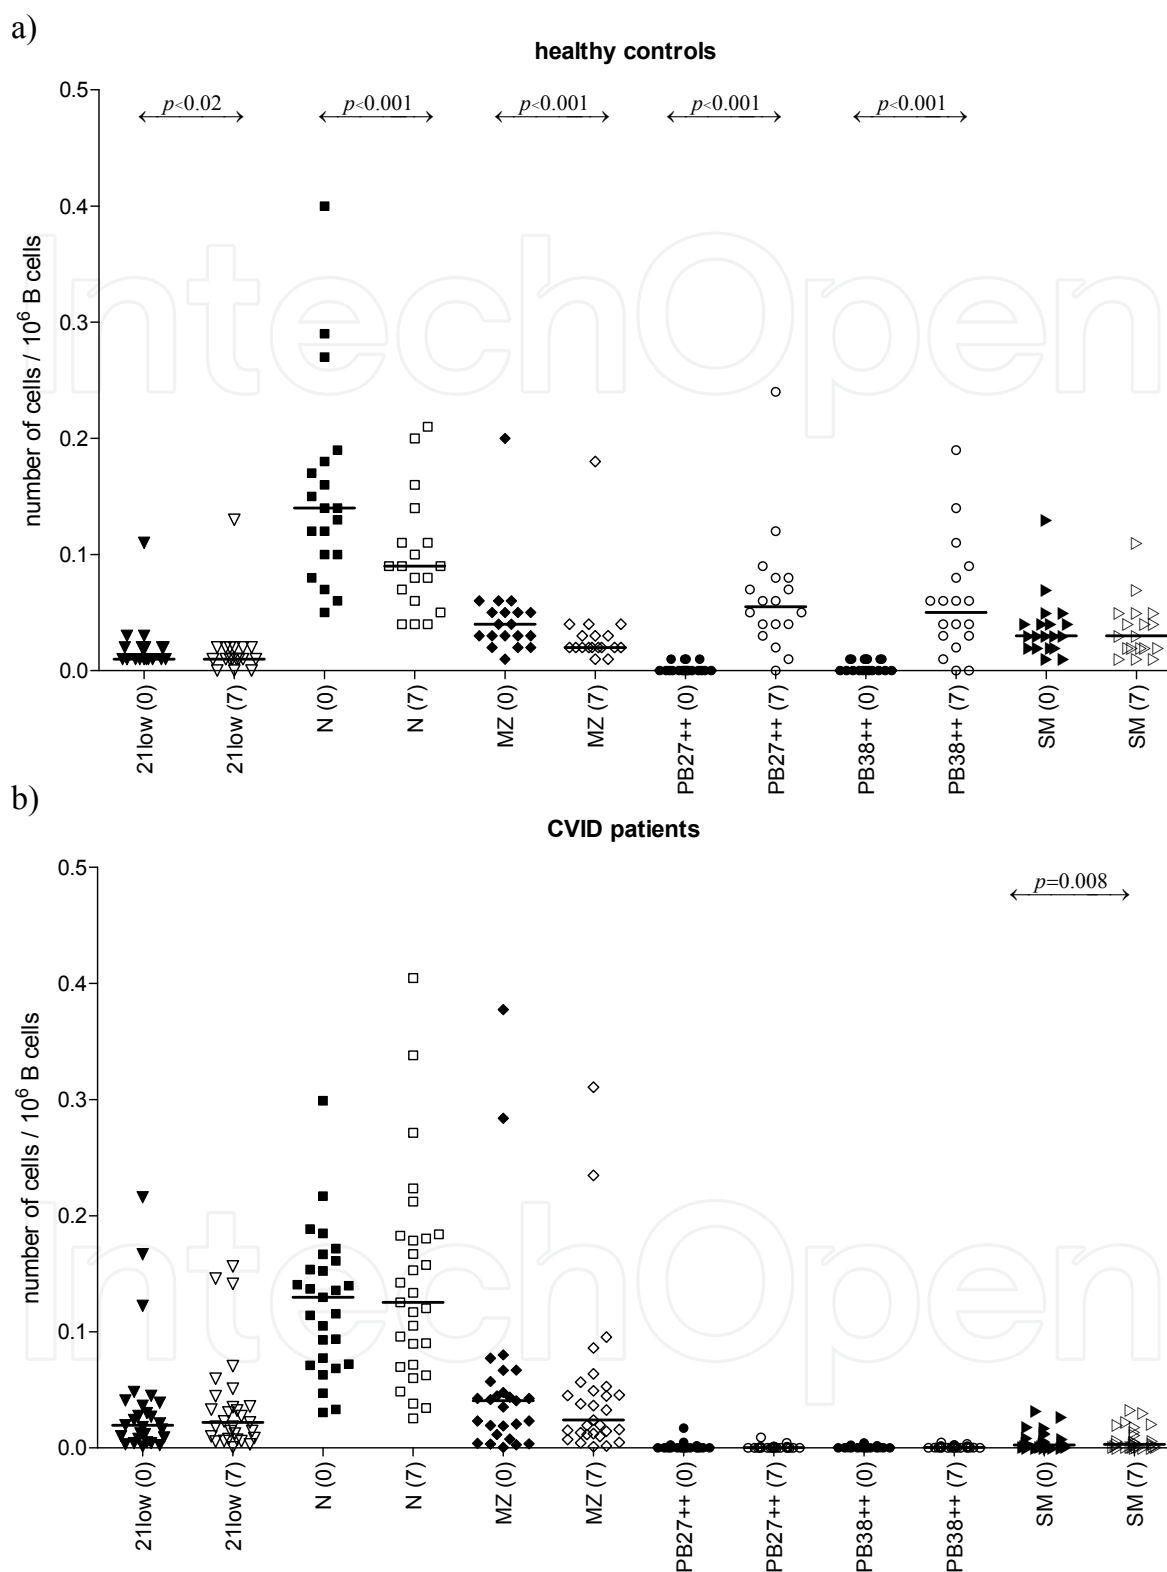 a)
healthy controls
number of cells / 10⁶ B cells
0.5
0.4
0.3
0.2
0.1
0.0
p<0.02
p<0.001
p<0.001
p<0.001
p<0.001
21low (0)
21low (7)
N (0)
N (7)
MZ (0)
MZ (7)
PB27++ (0)
PB27++ (7)
PB38++ (0)
PB38++ (7)
SM (0)
SM (7)
IntechOpen
b)
CVID patients
number of cells / 10⁶ B cells
0.5
0.4
0.3
0.2
0.1
0.0
p=0.008
21low (0)
21low (7)
N (0)
N (7)
MZ (0)
MZ (7)
PB27++ (0)
PB27++ (7)
PB38++ (0)
PB38++ (7)
SM (0)
SM (7)
IntechOpen